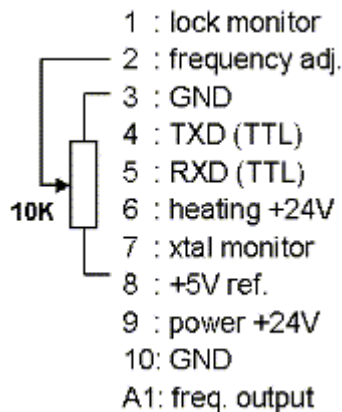 1 : lock monitor
2 : frequency adj.
3 : GND
4 : TXD (TTL)
5 : RXD (TTL)
10K
6 : heating +24V
7 : xtal monitor
8 : +5V ref.
9 : power +24V
10: GND
A1: freq. output